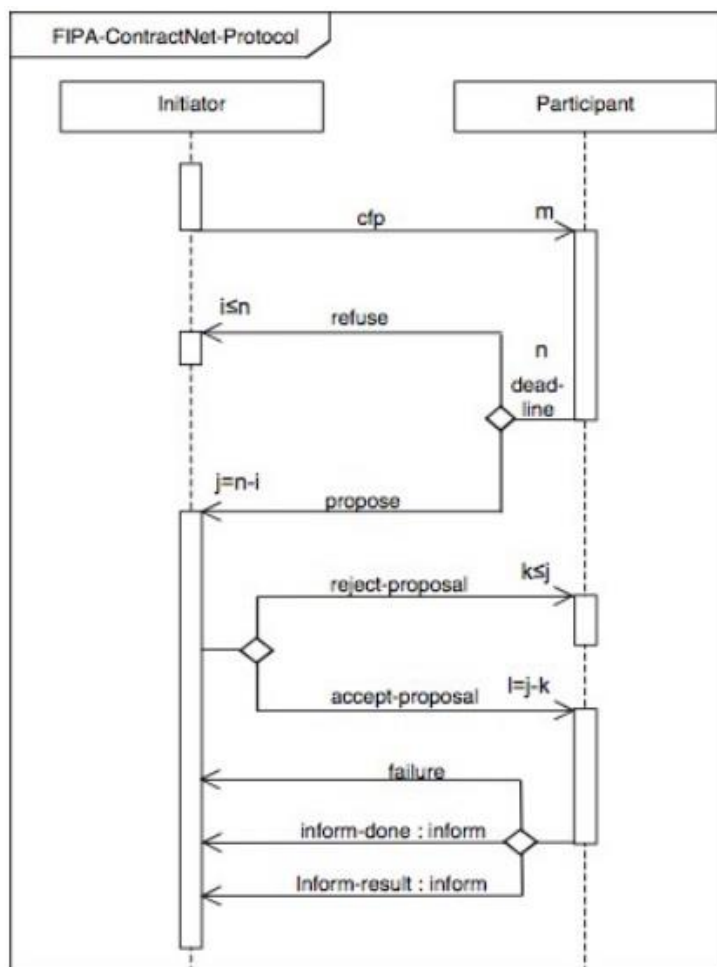 FIPA-ContractNet-Protocol
Initiator
Participant
cfp
m
i≤n
refuse
n
dead-
line
j=n-i
propose
reject-proposal
k≤j
accept-proposal
l=j-k
failure
inform-done : inform
Inform-result : inform